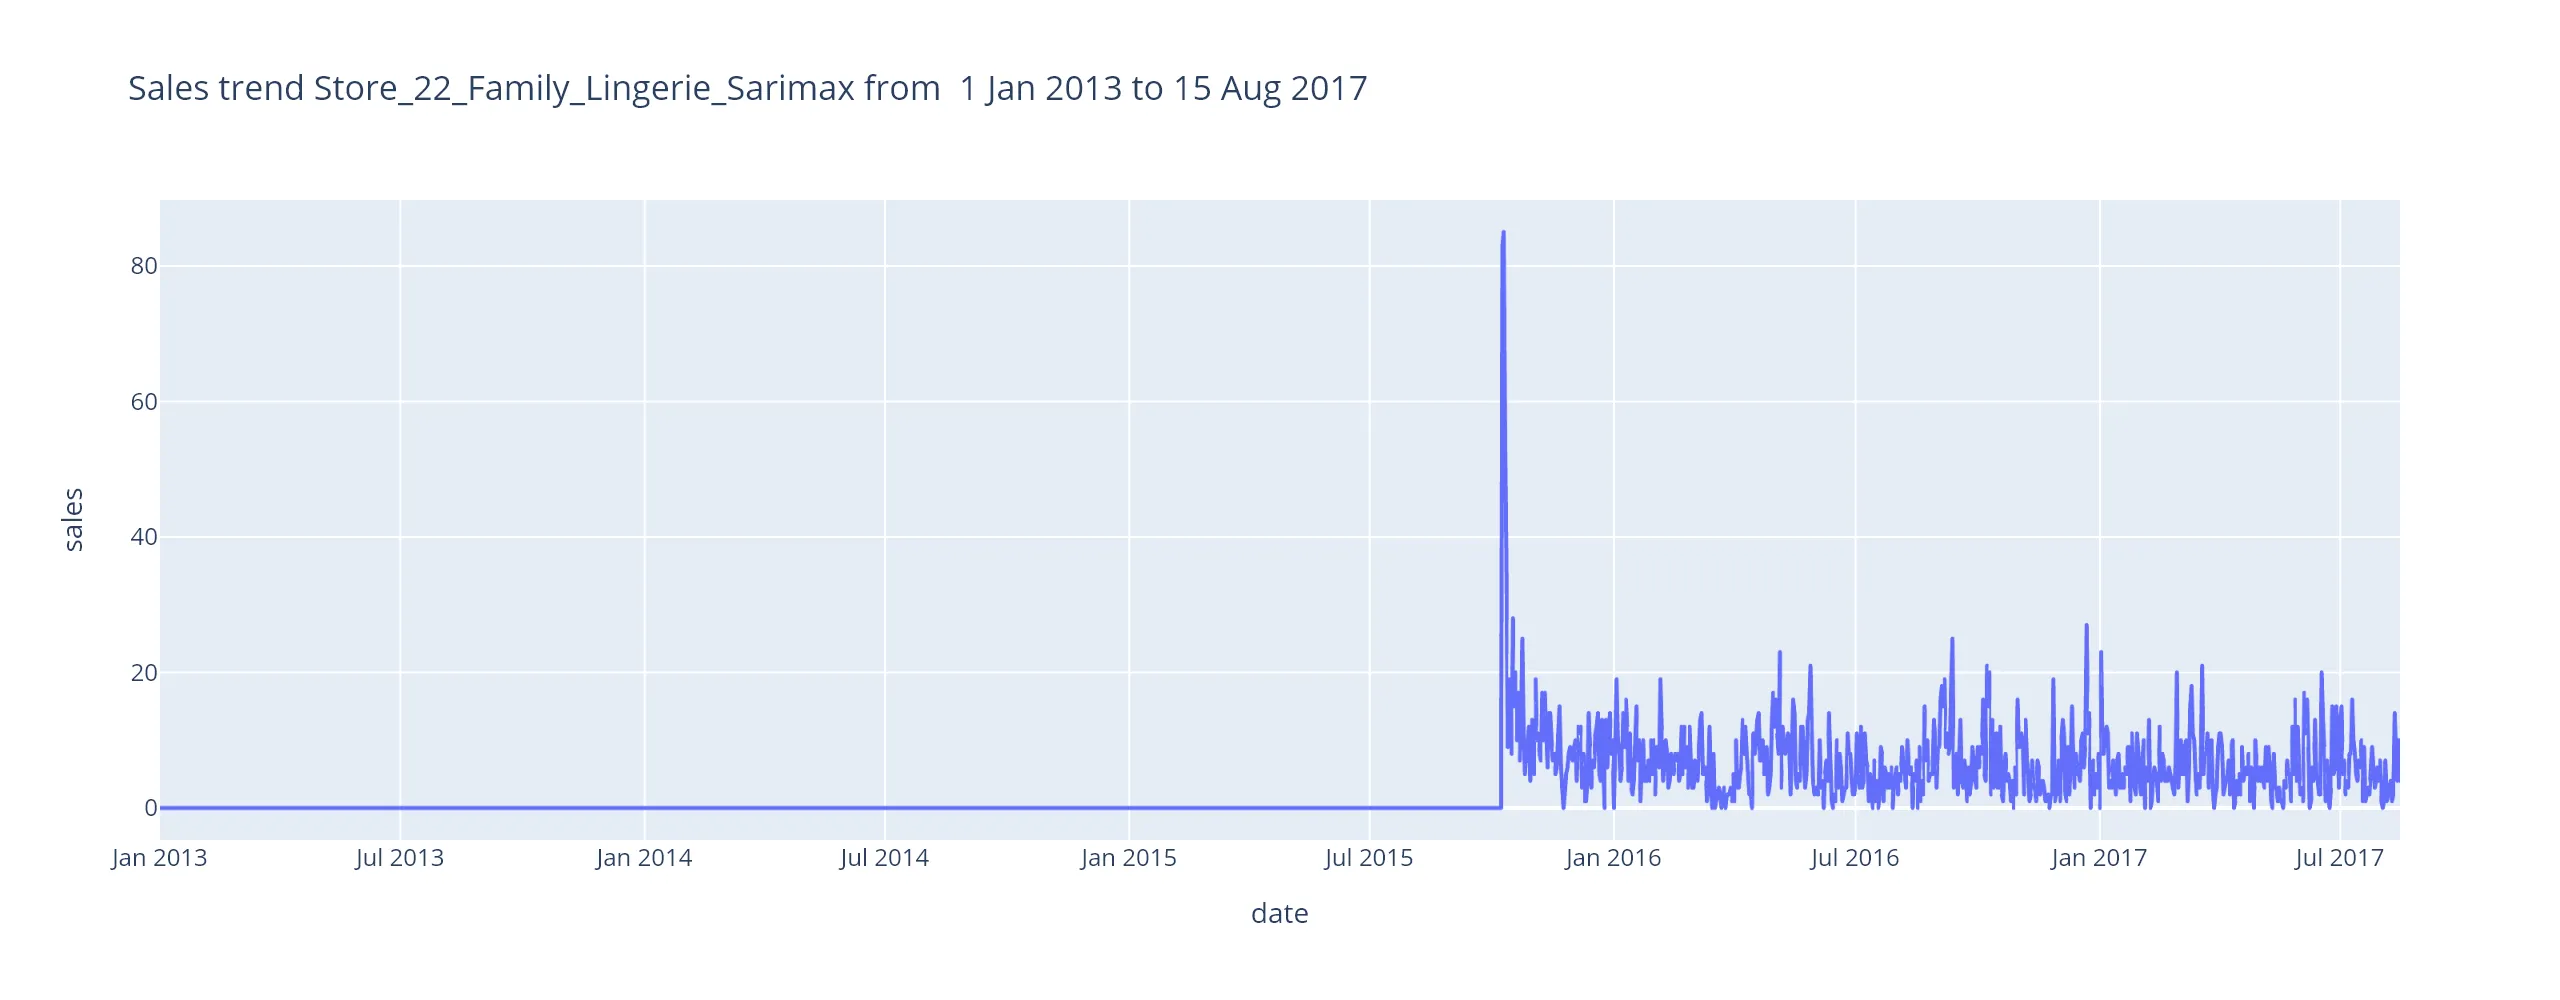 Sales trend Store_22_Family_Lingerie_Sarimax from  1 Jan 2013 to 15 Aug 2017
80
60
40
20
0
sales
Jan 2013 Jul 2013 Jan 2014 Jul 2014 Jan 2015 Jul 2015 Jan 2016 Jul 2016 Jan 2017 Jul 2017
date